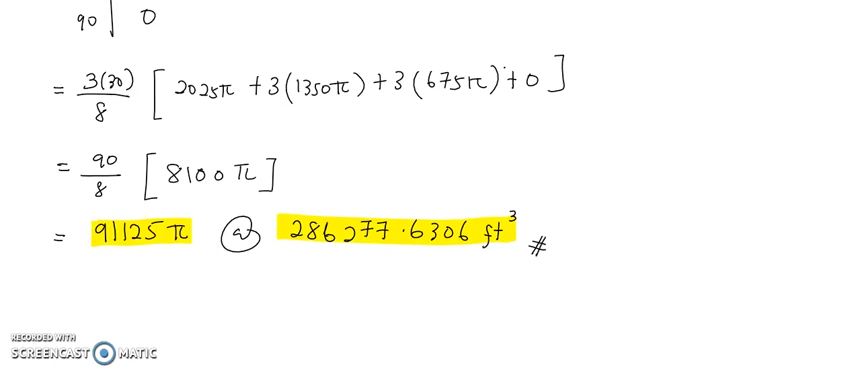 90 | 0
= 3(30)/8 [ 2025π + 3(1350π) + 3(675π) + 0 ]
= 90/8 [ 8100π ]
= 91125π @ 286277.6306 ft³ #
RECORDED WITH
SCREENCAST MATIC